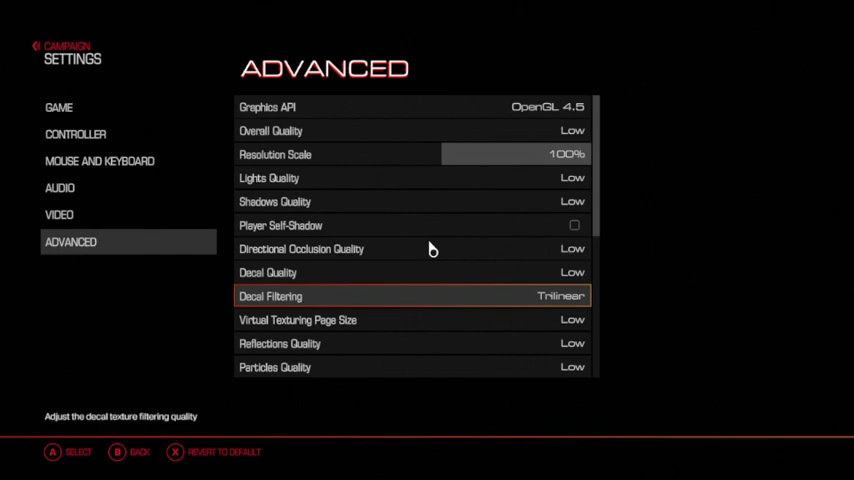 CAMPAIGN
SETTINGS
ADVANCED
GAME
CONTROLLER
MOUSE AND KEYBOARD
AUDIO
VIDEO
ADVANCED
Graphics API OpenGL 4.5
Overall Quality Low
Resolution Scale 100%
Lights Quality Low
Shadows Quality Low
Player Self-Shadow
Directional Occlusion Quality Low
Decal Quality Low
Decal Filtering Trilinear
Virtual Texturing Page Size Low
Reflections Quality Low
Particles Quality Low
Adjust the decal texture filtering quality
A SELECT B BACK X REVERT TO DEFAULT